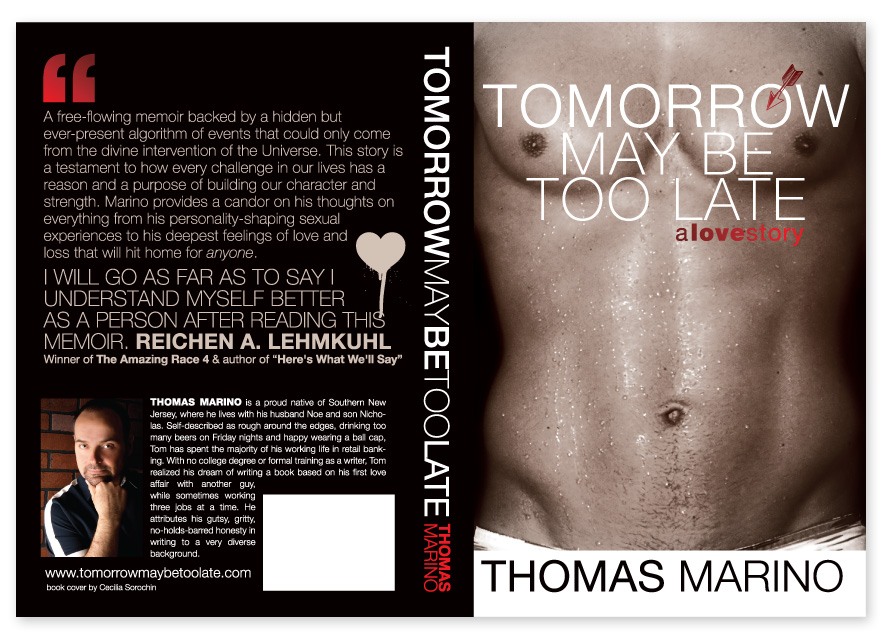 “
A free-flowing memoir backed by a hidden but
ever-present algorithm of events that could only come
from the divine intervention of the Universe. This story is
a testament to how every challenge in our lives has a
reason and a purpose of building our character and
strength. Marino provides a candor on his thoughts on
everything from his personality-shaping sexual
experiences to his deepest feelings of love and
loss that will hit home for anyone.
I WILL GO AS FAR AS TO SAY I
UNDERSTAND MYSELF BETTER
AS A PERSON AFTER READING THIS
MEMOIR. REICHEN A. LEHMKUHL
Winner of The Amazing Race 4 & author of “Here's What We'll Say”
THOMAS MARINO is a proud native of Southern New
Jersey, where he lives with his husband Noe and son Nicho-
las. Self-described as rough around the edges, drinking too
many beers on Friday nights and happy wearing a ball cap,
Tom has spent the majority of his working life in retail bank-
ing. With no college degree or formal training as a writer, Tom
realized his dream of writing a book based on his first love
affair with another guy,
while sometimes working
three jobs at a time. He
attributes his gutsy, gritty,
no-holds-barred honesty in
writing to a very diverse
background.
www.tomorrowmaybetoolate.com
book cover by Cecilia Sorochin
TOMORROWMAYBETOOLATE
THOMAS
MARINO
TOMORROW
MAY BE
TOO LATE
alovestory
THOMAS MARINO